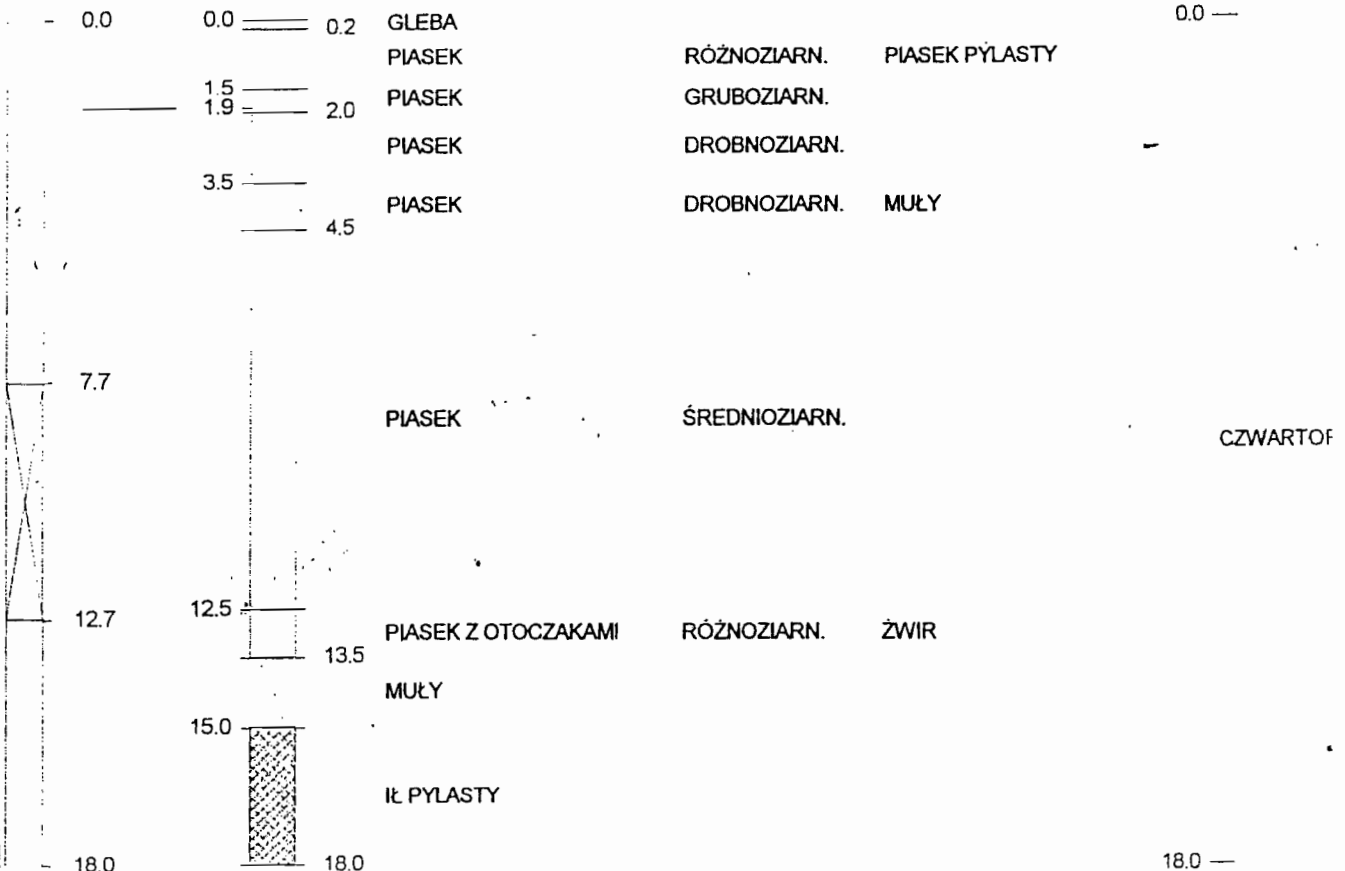 0.0 0.0 0.2 GLEBA 0.0
PIASEK RÓŻNOZIARN. PIASEK PYLASTY
1.5
PIASEK GRUBOZIARN.
1.9 2.0
PIASEK DROBNOZIARN.
3.5
PIASEK DROBNOZIARN. MUŁY
4.5
7.7
PIASEK ŚREDNIOZIARN.
CZWARTOR
12.5
12.7
PIASEK Z OTOCZAKAMI RÓŻNOZIARN. ŻWIR
13.5
MUŁY
15.0
IŁ PYLASTY
18.0 18.0 18.0